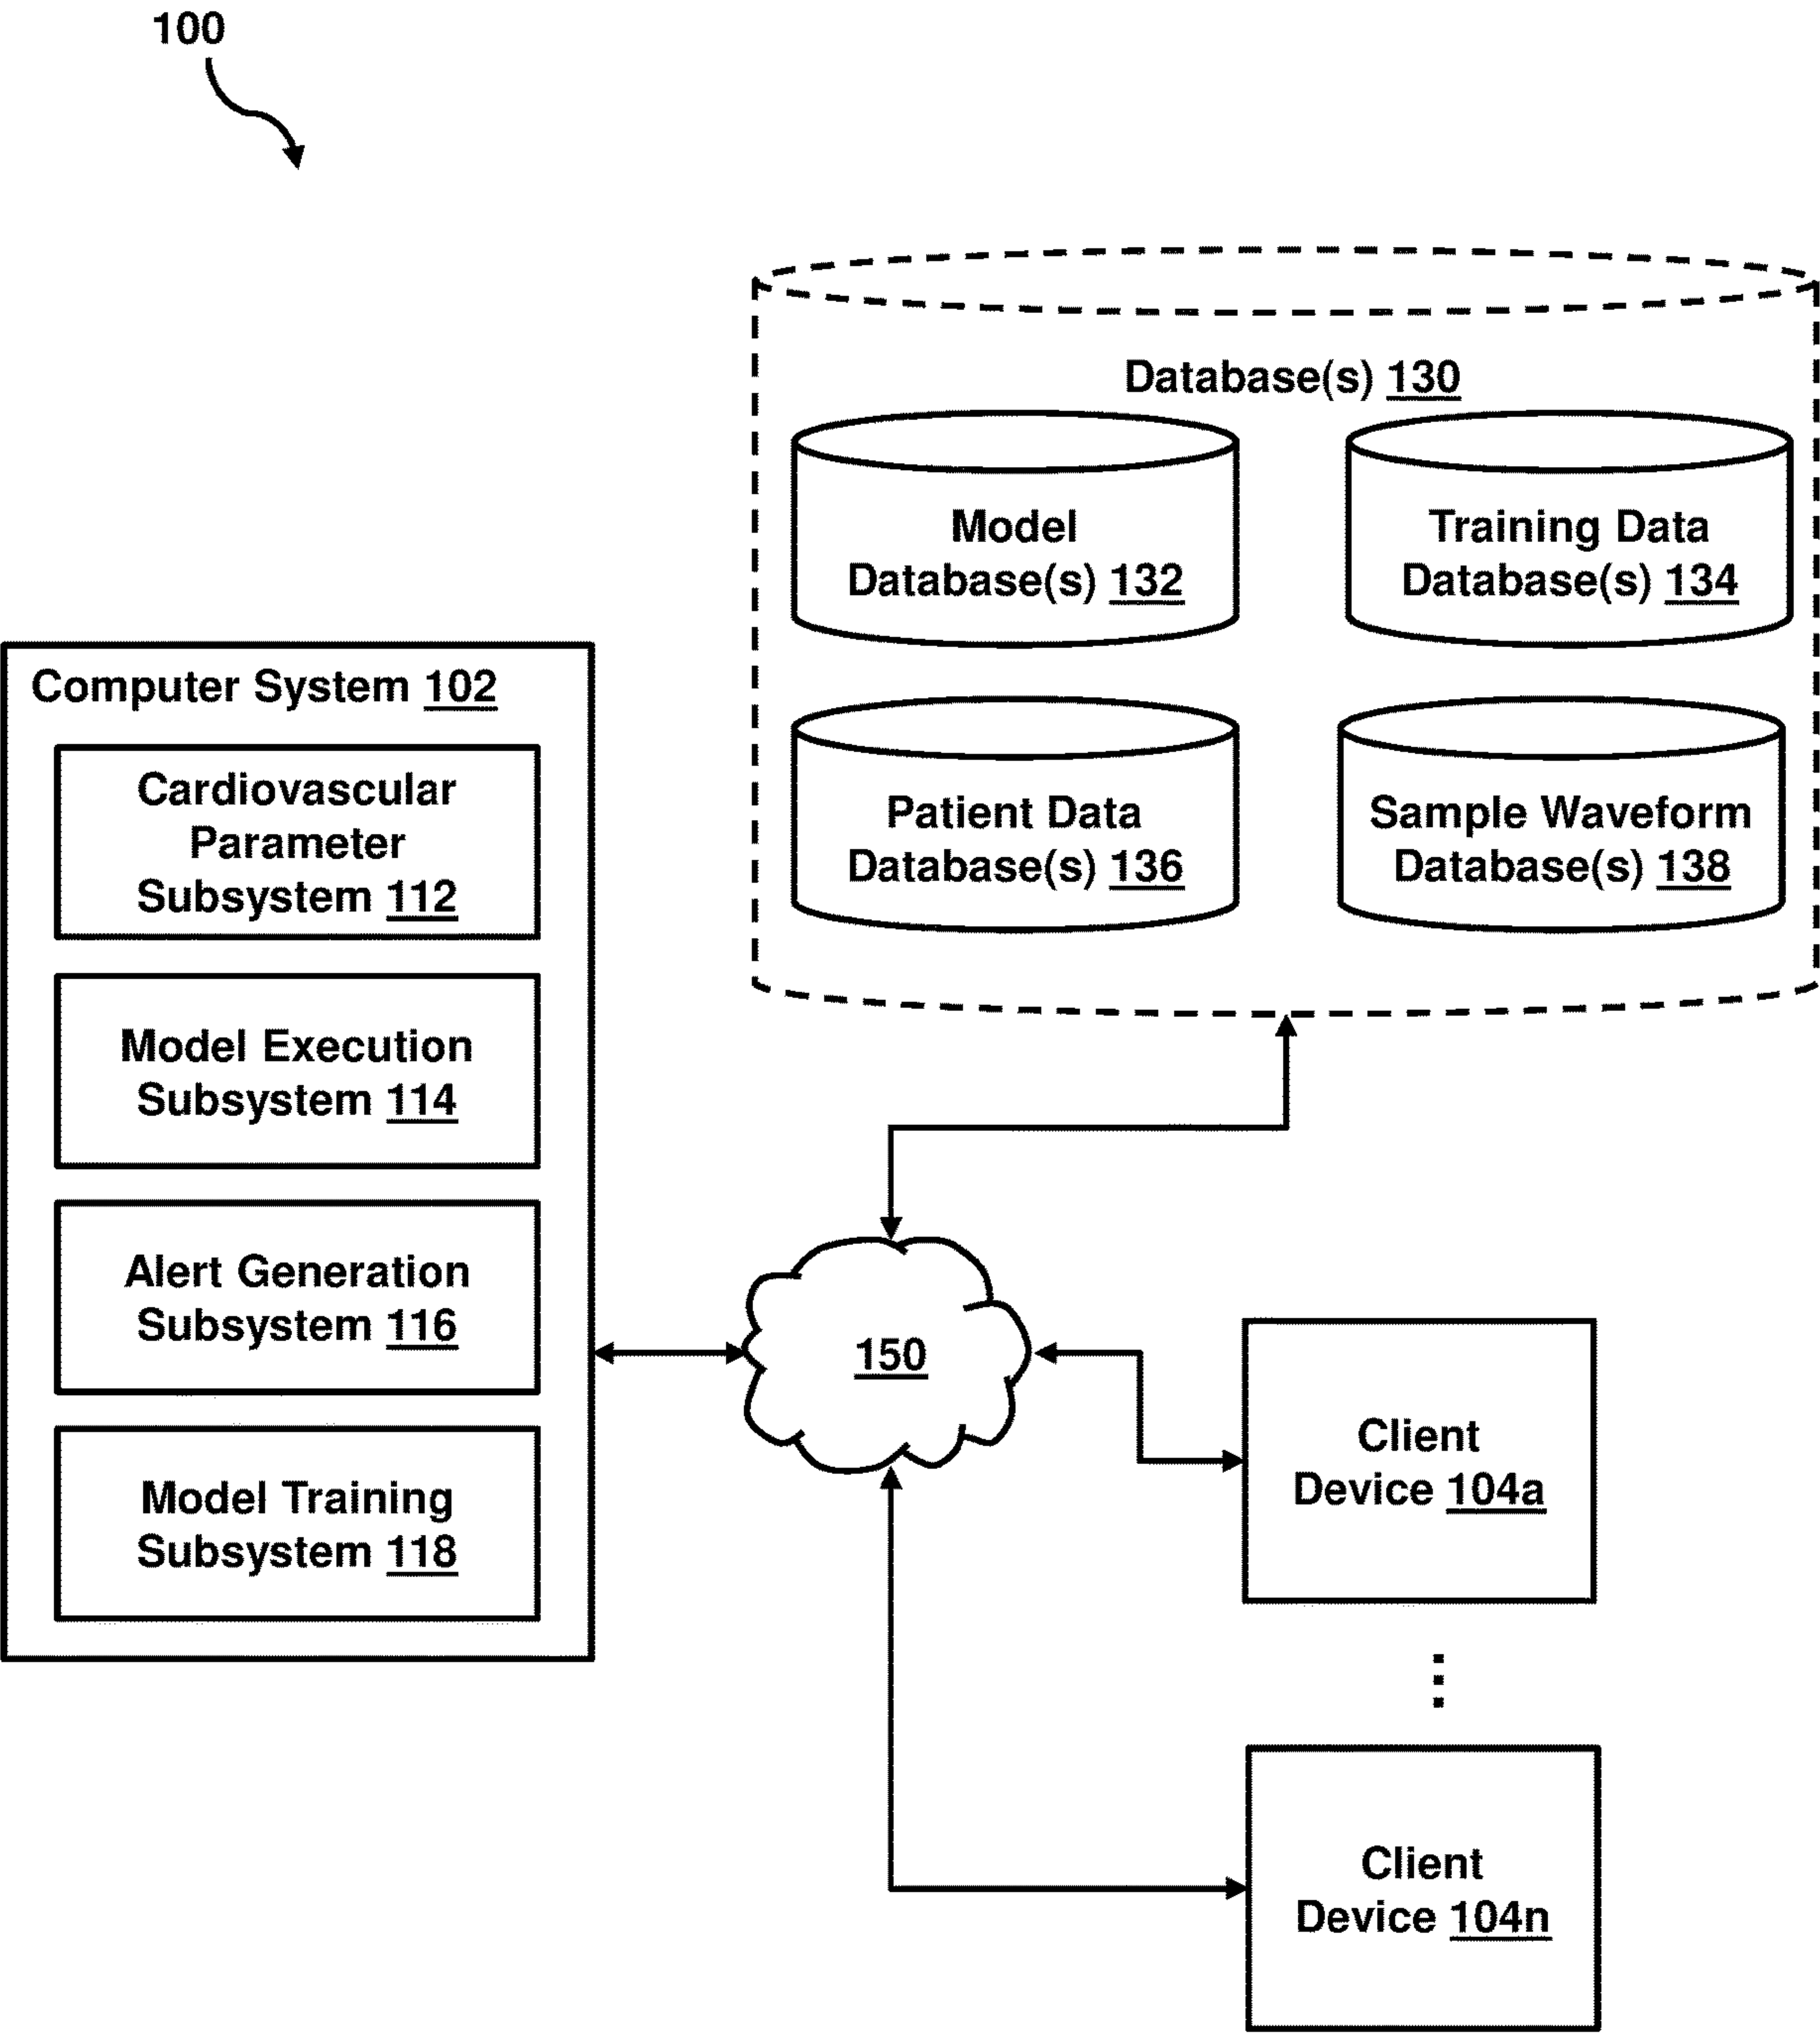 100
Database(s) 130
Model
Database(s) 132
Training Data
Database(s) 134
Patient Data
Database(s) 136
Sample Waveform
Database(s) 138
Computer System 102
Cardiovascular
Parameter
Subsystem 112
Model Execution
Subsystem 114
Alert Generation
Subsystem 116
Model Training
Subsystem 118
150
Client
Device 104a
Client
Device 104n